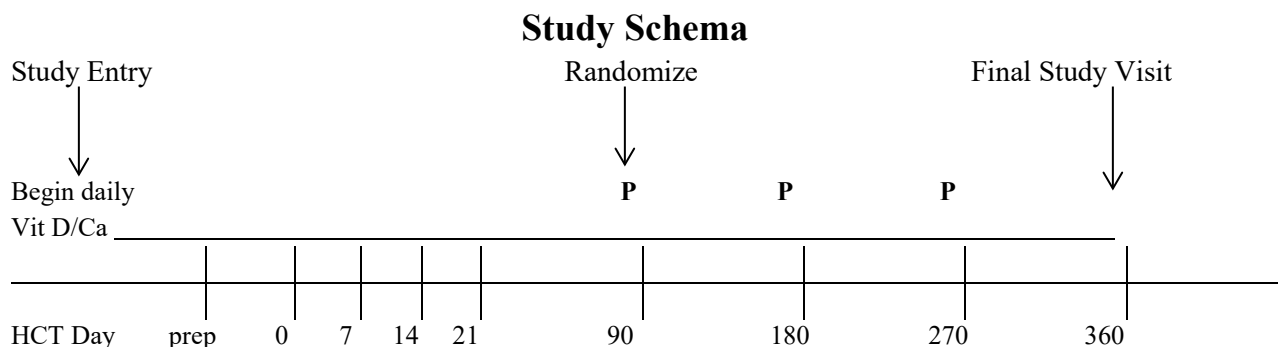 Study Schema
Study Entry Randomize Final Study Visit
Begin daily P P P
Vit D/Ca
HCT Day prep 0 7 14 21 90 180 270 360